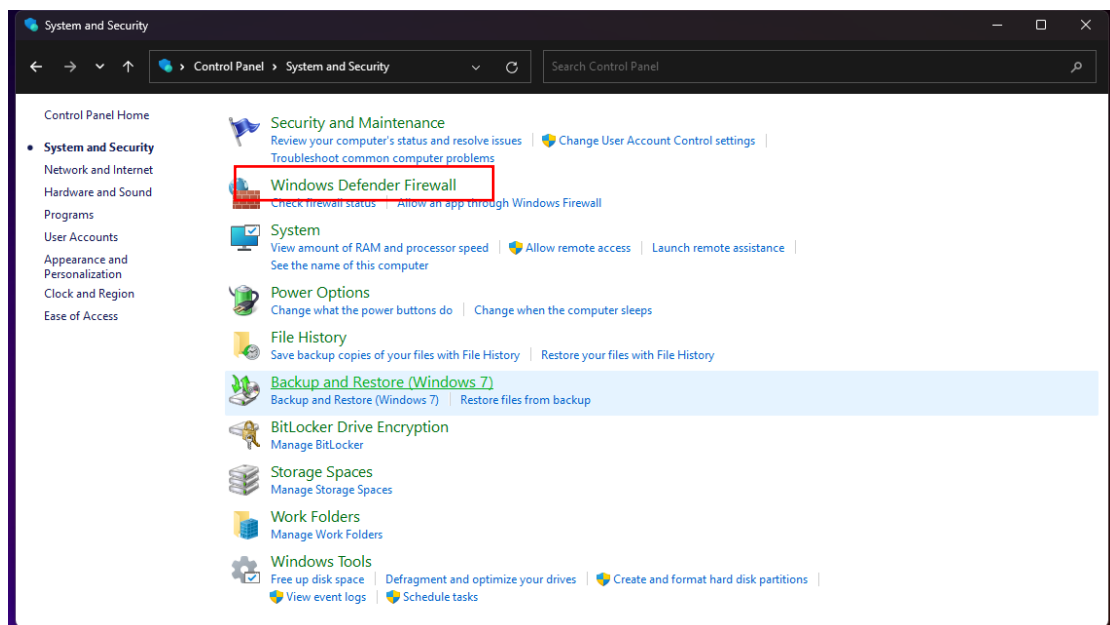 System and Security
Control Panel › System and Security
Search Control Panel
Control Panel Home
System and Security
Network and Internet
Hardware and Sound
Programs
User Accounts
Appearance and
Personalization
Clock and Region
Ease of Access
Security and Maintenance
Review your computer's status and resolve issues
Change User Account Control settings
Troubleshoot common computer problems
Windows Defender Firewall
Check firewall status
Allow an app through Windows Firewall
System
View amount of RAM and processor speed
Allow remote access
Launch remote assistance
See the name of this computer
Power Options
Change what the power buttons do
Change when the computer sleeps
File History
Save backup copies of your files with File History
Restore your files with File History
Backup and Restore (Windows 7)
Backup and Restore (Windows 7)
Restore files from backup
BitLocker Drive Encryption
Manage BitLocker
Storage Spaces
Manage Storage Spaces
Work Folders
Manage Work Folders
Windows Tools
Free up disk space
Defragment and optimize your drives
Create and format hard disk partitions
View event logs
Schedule tasks